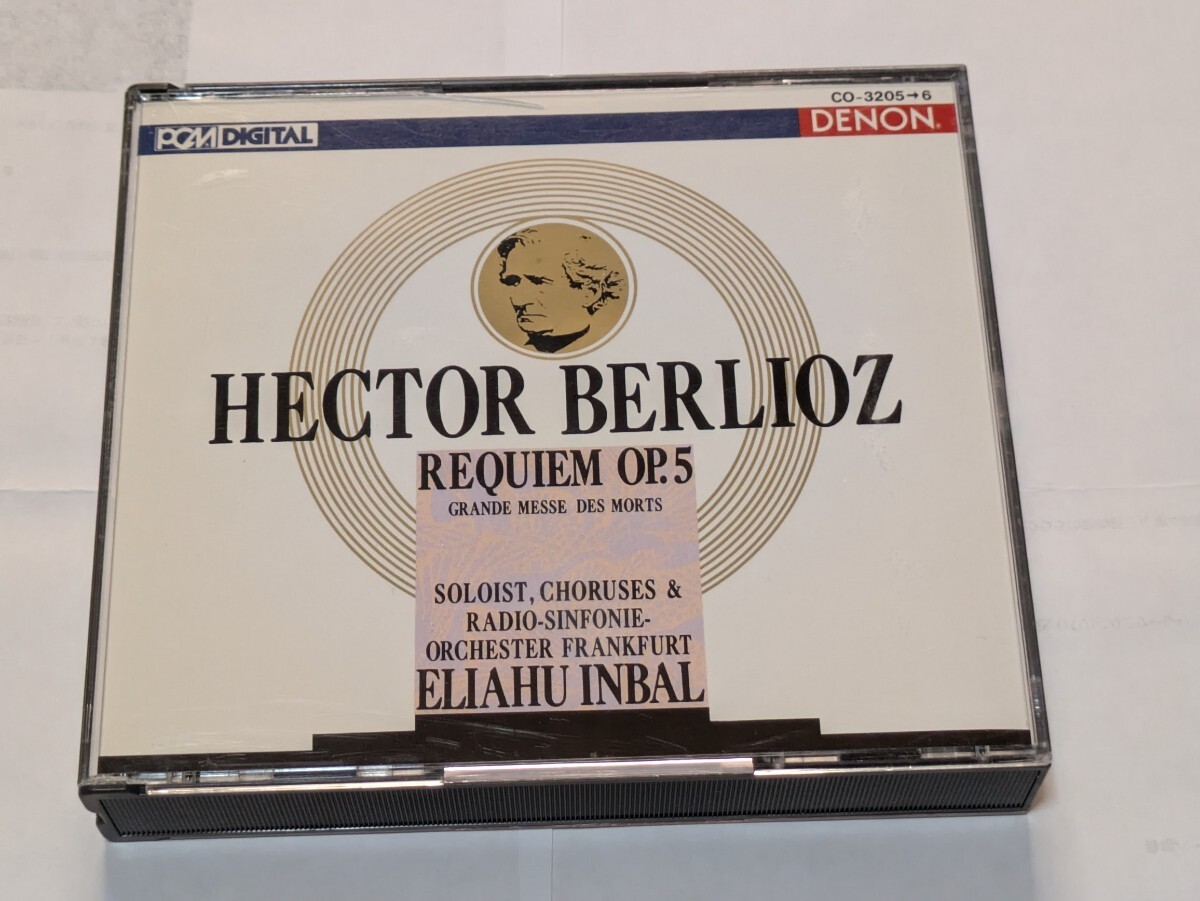 CO-3205→6
PCM DIGITAL
DENON®
HECTOR BERLIOZ
REQUIEM OP.5
GRANDE MESSE DES MORTS
SOLOIST, CHORUSES &
RADIO-SINFONIE-
ORCHESTER FRANKFURT
ELIAHU INBAL